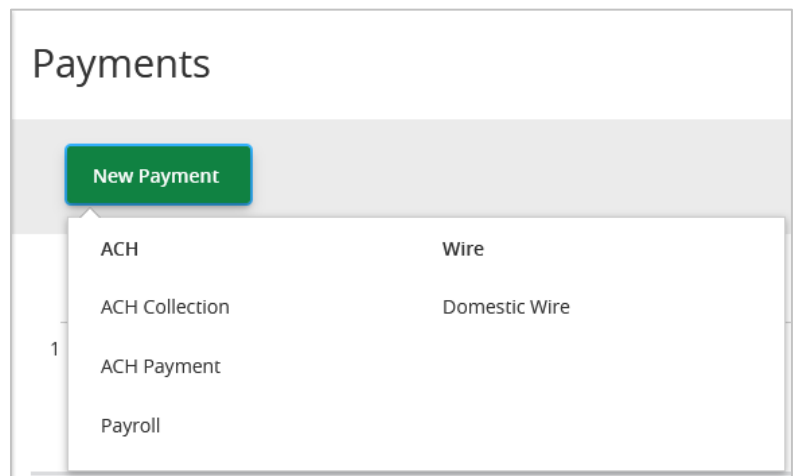 Payments
New Payment
ACH
Wire
ACH Collection
Domestic Wire
1
ACH Payment
Payroll